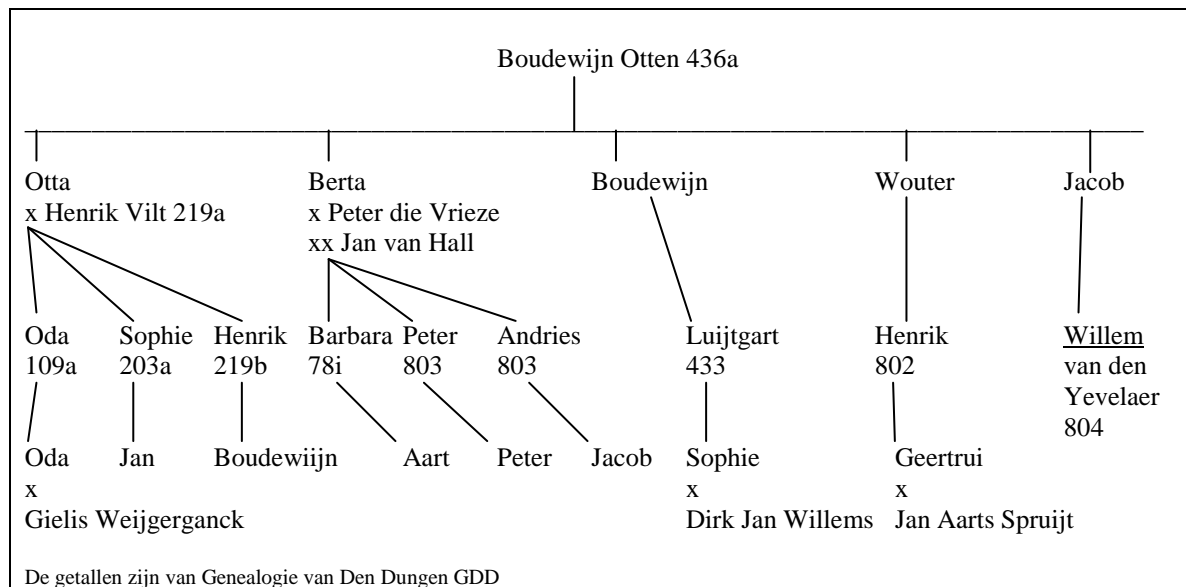 Boudewijn Otten 436a
Otta Berta Boudewijn Wouter Jacob
x Henrik Vilt 219a x Peter die Vrieze
xx Jan van Hall
Oda Sophie Henrik Barbara Peter Andries Luijtgart Henrik Willem
109a 203a 219b 78i 803 803 433 802 van den
Yevelaer
804
Oda Jan Boudewiijn Aart Peter Jacob Sophie Geertrui
x x x
Gielis Weijgerganck Dirk Jan Willems Jan Aarts Spruijt
De getallen zijn van Genealogie van Den Dungen GDD